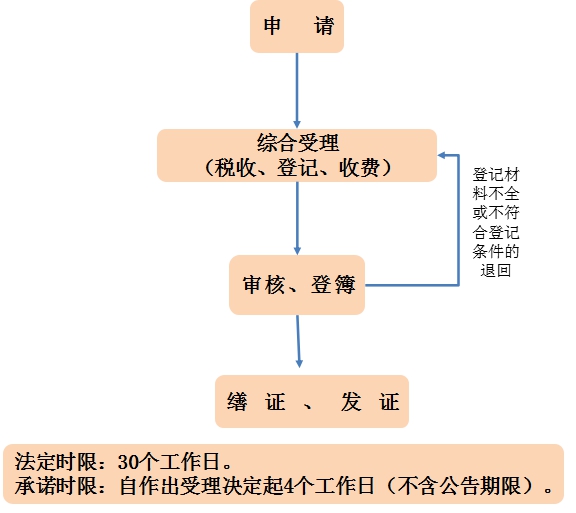 申 请
综合受理
（税收、登记、收费）
登记材
料不全
或不符
合登记
条件的
退回
审核、登簿
缮 证 、 发 证
法定时限：30个工作日。
承诺时限：自作出受理决定起4个工作日（不含公告期限）。